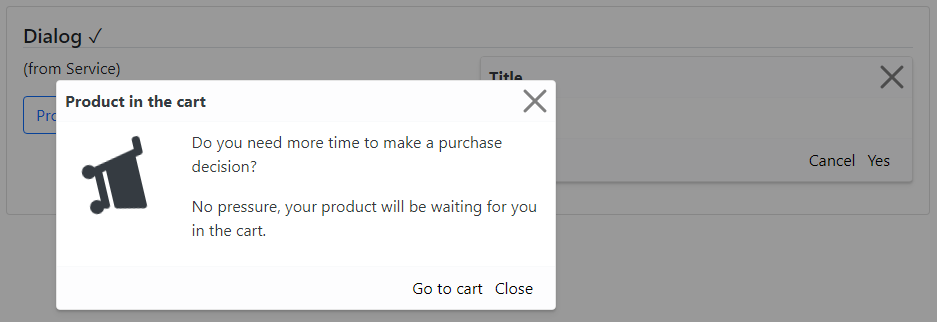 Dialog ✓
(from Service)
Title
Product in the cart
Pro
Do you need more time to make a purchase
decision?
No pressure, your product will be waiting for you
in the cart.
Cancel Yes
Go to cart Close